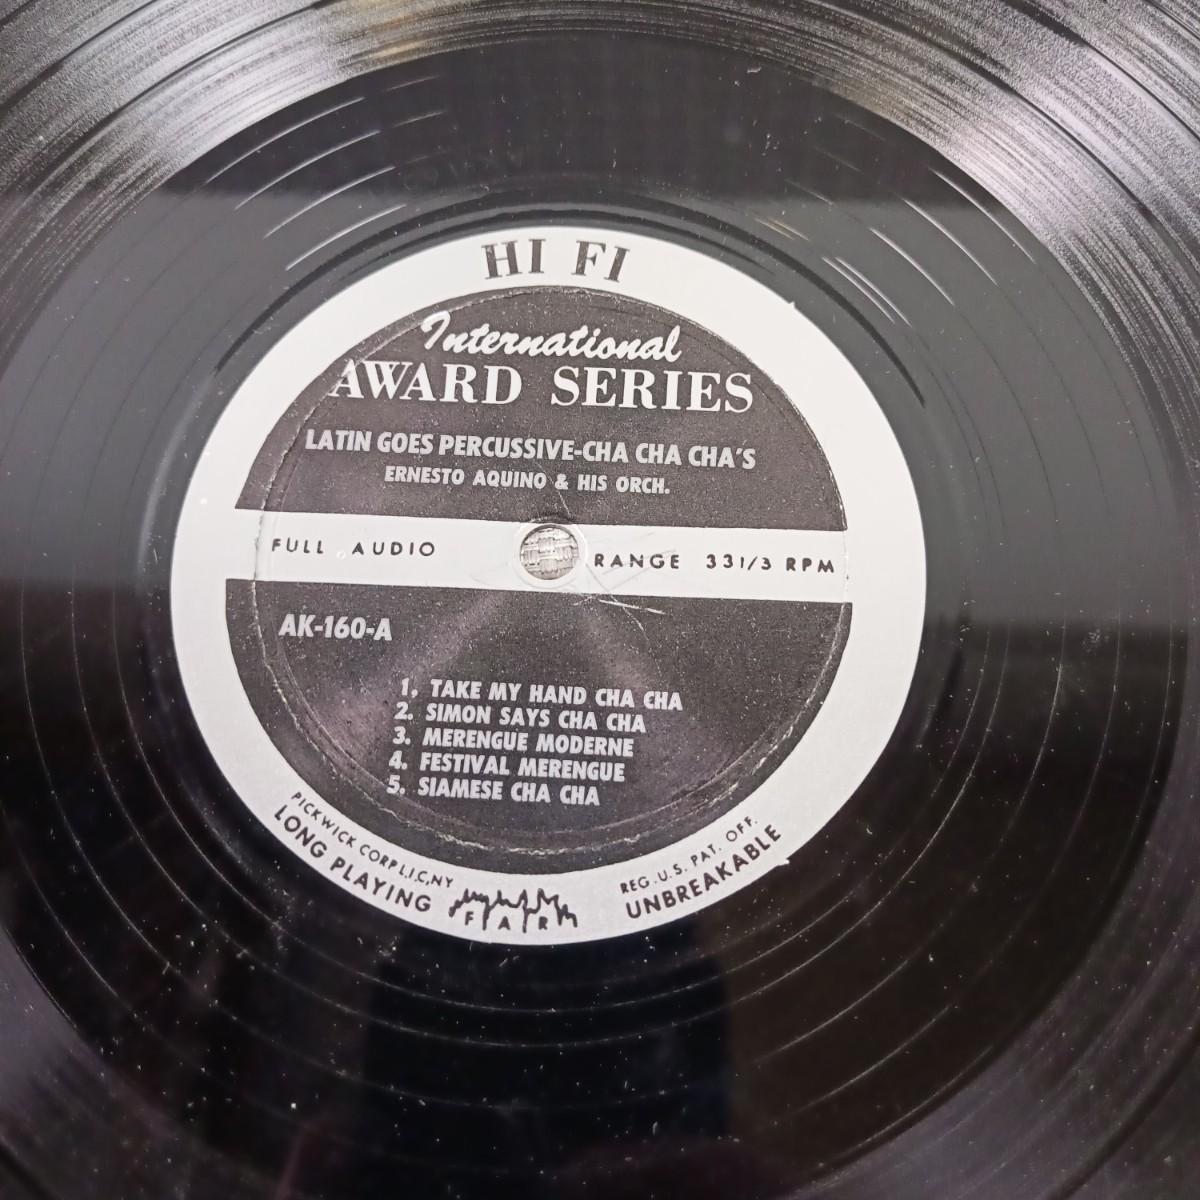 HI FI
International
AWARD SERIES
LATIN GOES PERCUSSIVE-CHA CHA CHA'S
ERNESTO AQUINO & HIS ORCH.
FULL AUDIO RANGE 331/3 RPM
AK-160-A
1. TAKE MY HAND CHA CHA
2. SIMON SAYS CHA CHA
3. MERENGUE MODERNE
4. FESTIVAL MERENGUE
5. SIAMESE CHA CHA
PICKWICK CORP.L.I.C.,NY
LONG PLAYING
FAR
REG. U.S. PAT. OFF.
UNBREAKABLE